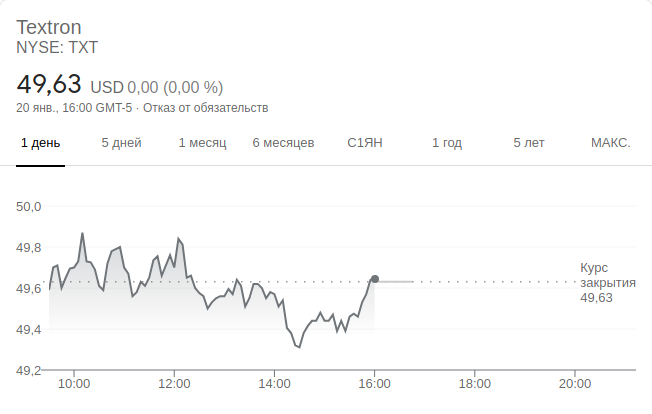 Textron
NYSE: TXT
49,63 USD 0,00 (0,00 %)
20 янв., 16:00 GMT-5 · Отказ от обязательств
1 день 5 дней 1 месяц 6 месяцев С1ЯН 1 год 5 лет МАКС.
50,0
49,8
49,6
49,4
49,2
Курс
закрытия
49,63
10:00 12:00 14:00 16:00 18:00 20:00